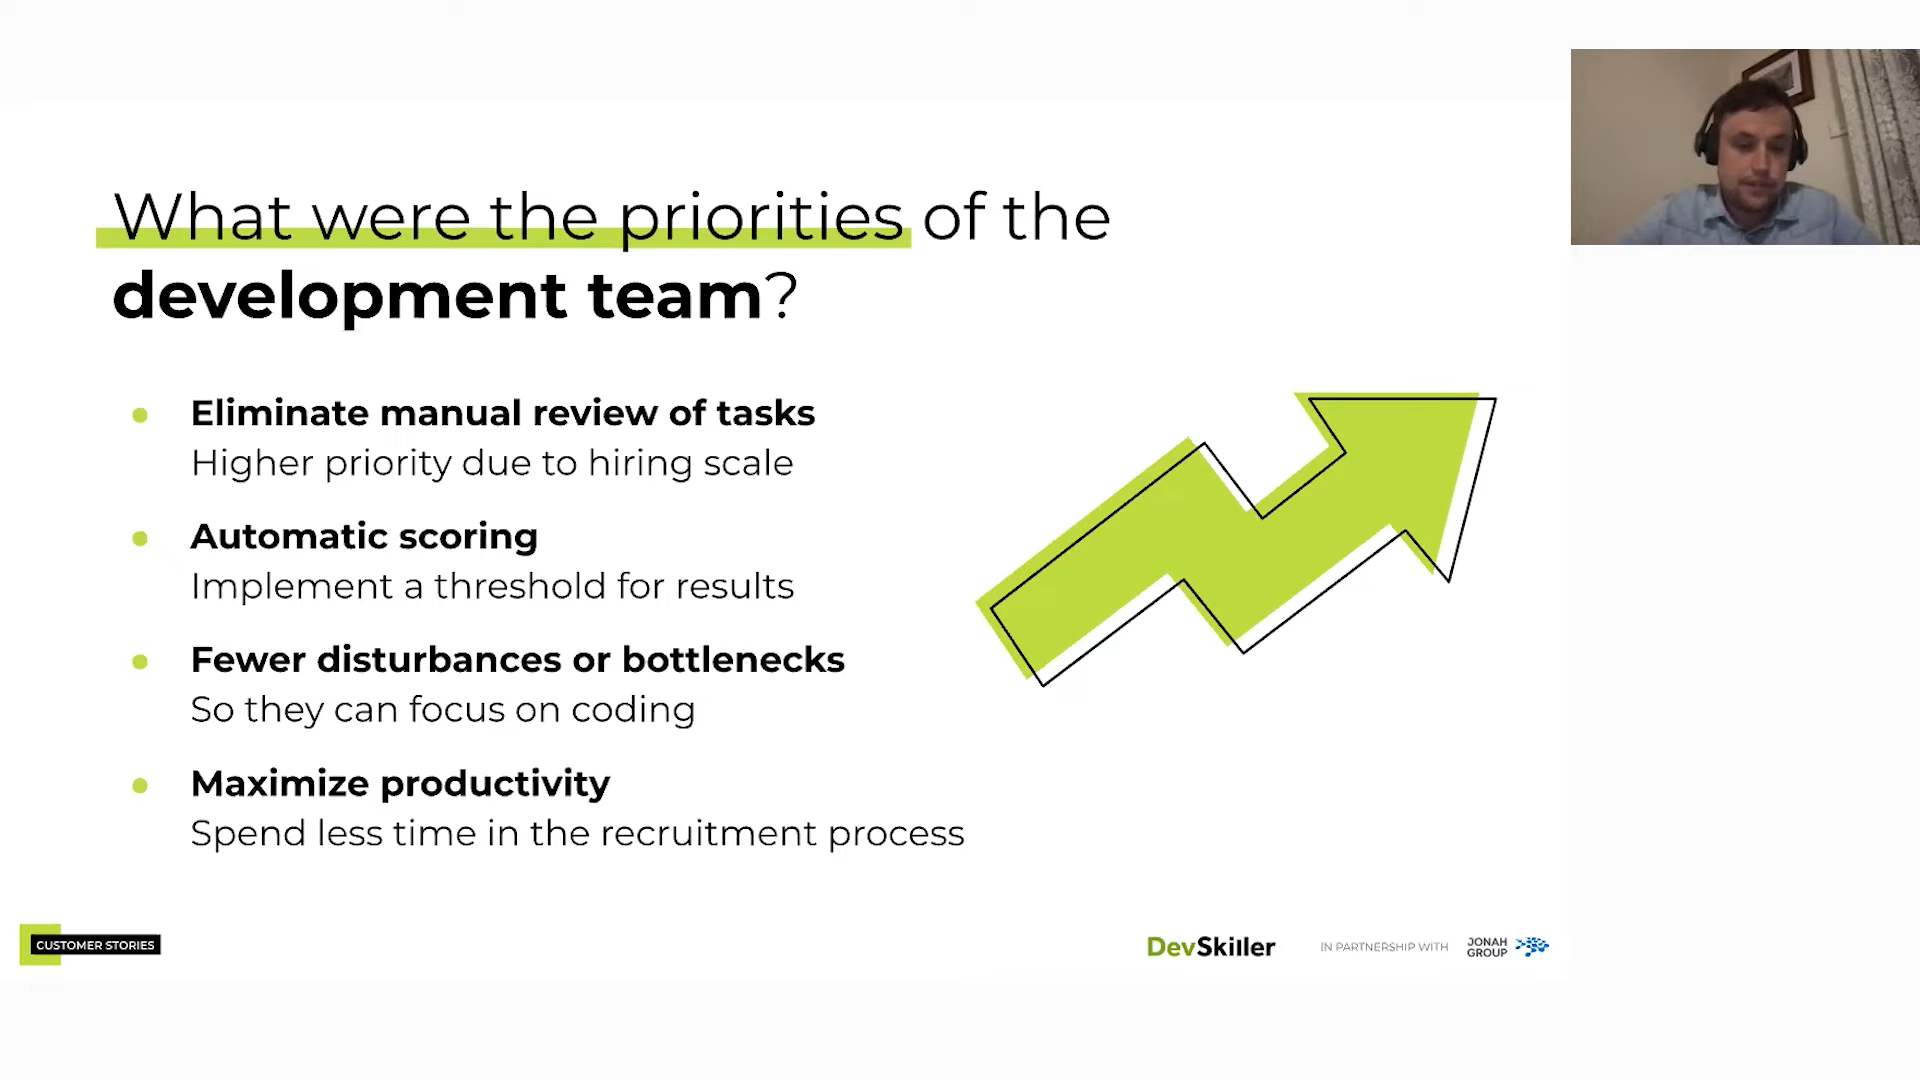 What were the priorities of the
development team?
Eliminate manual review of tasks
Higher priority due to hiring scale
Automatic scoring
Implement a threshold for results
Fewer disturbances or bottlenecks
So they can focus on coding
Maximize productivity
Spend less time in the recruitment process
CUSTOMER STORIES
DevSkiller
IN PARTNERSHIP WITH
JONAH
GROUP